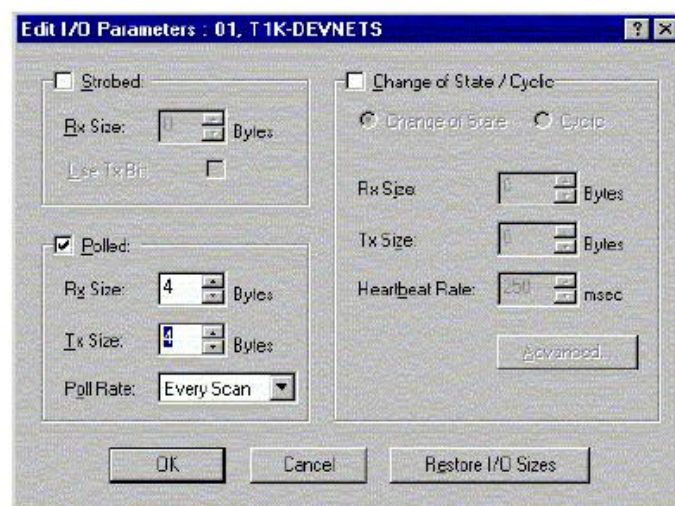 Edit I/O Parameters : 01, T1K-DEVNETS
Strobed:
Rx Size: 0 Bytes
Use Tx Bit:
Polled:
Rx Size: 4 Bytes
Tx Size: 4 Bytes
Poll Rate: Every Scan
Change of State / Cyclic
Change of State Cyclic
Rx Size: 0 Bytes
Tx Size: 0 Bytes
Heartbeat Rate: 250 msec
Advanced...
OK Cancel Restore I/O Sizes